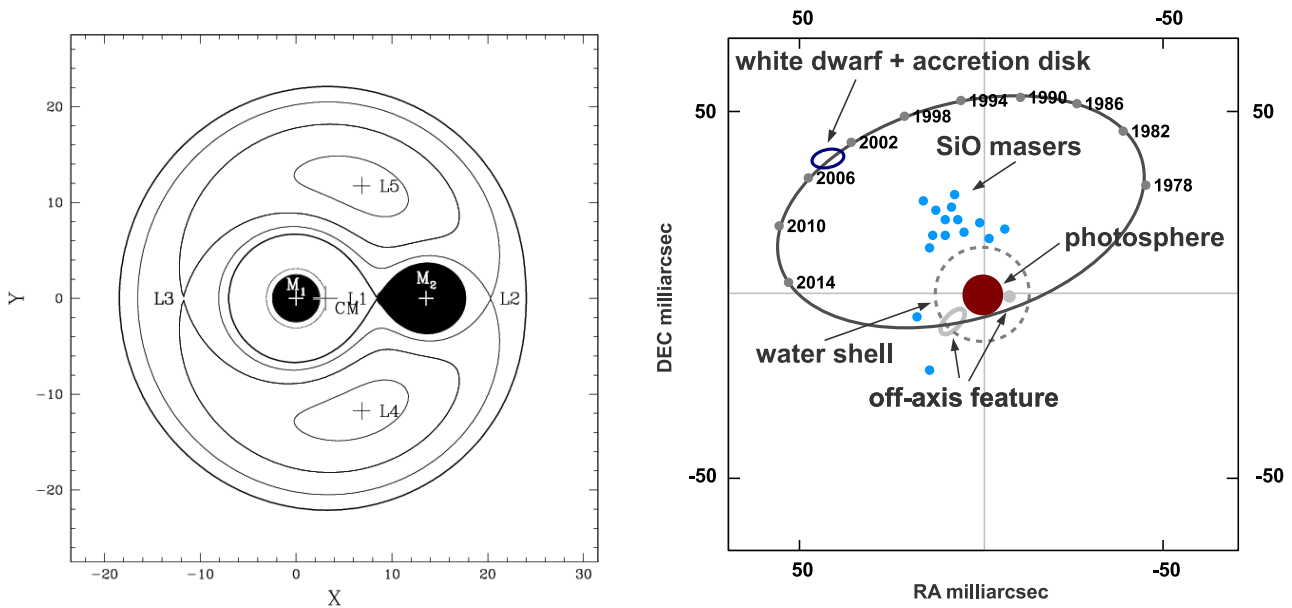 20
10
0
-10
-20
Y
-20
-10
0
10
20
30
X
L5
M1
M2
L3
L1
L2
CM
L4
50
-50
white dwarf + accretion disk
50
1994
1990
1986
50
1998
1982
2002
SiO masers
2006
1978
2010
photosphere
2014
water shell
off-axis feature
DEC milliarcsec
-50
-50
50
-50
RA milliarcsec